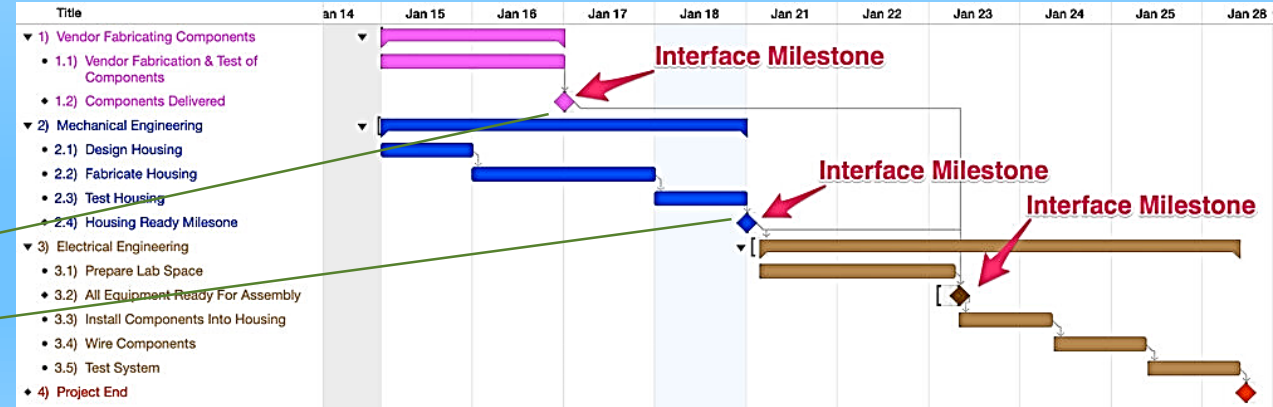 Title an 14 Jan 15 Jan 16 Jan 17 Jan 18 Jan 21 Jan 22 Jan 23 Jan 24 Jan 25 Jan 28
1) Vendor Fabricating Components
Interface Milestone
1.1) Vendor Fabrication & Test of
Components
1.2) Components Delivered
2) Mechanical Engineering
2.1) Design Housing
2.2) Fabricate Housing
Interface Milestone
2.3) Test Housing
Interface Milestone
2.4) Housing Ready Milesone
3) Electrical Engineering
3.1) Prepare Lab Space
3.2) All Equipment Ready For Assembly
3.3) Install Components Into Housing
3.4) Wire Components
3.5) Test System
4) Project End